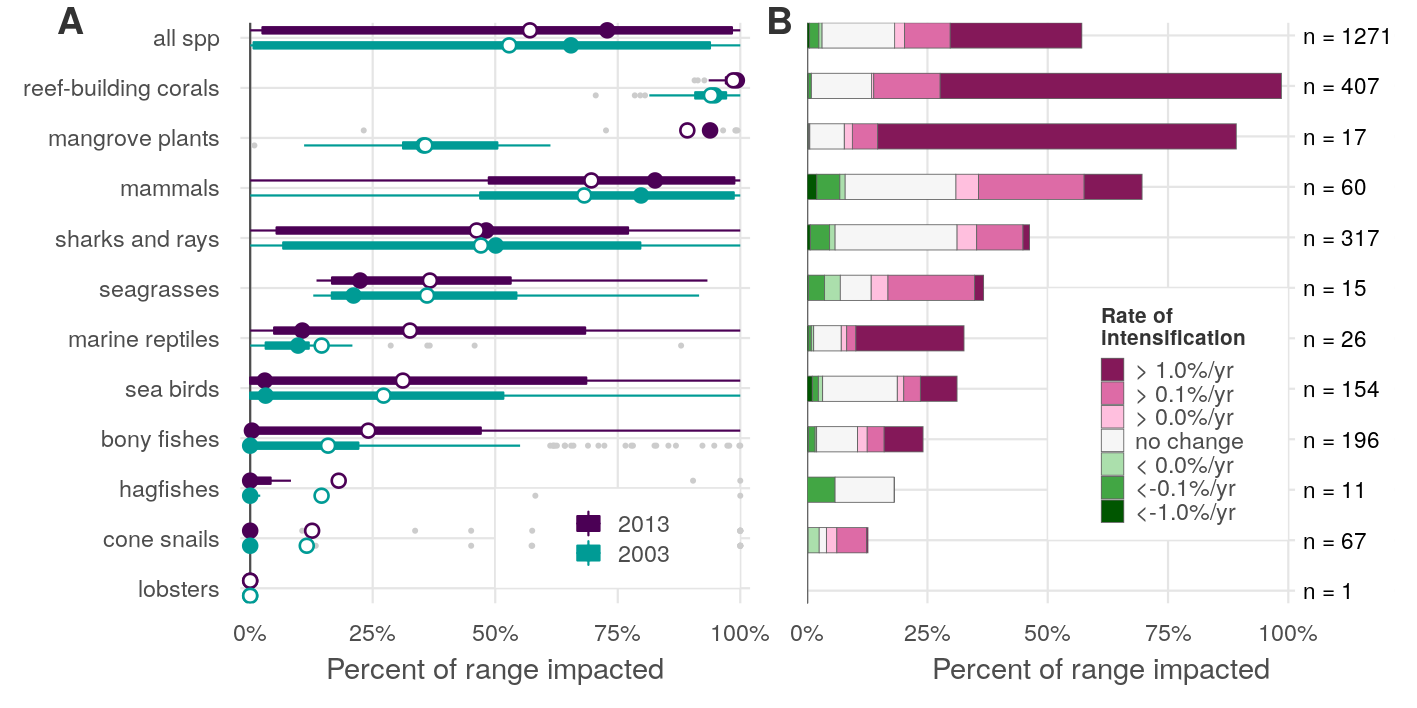 A
all spp
reef-building corals
mangrove plants
mammals
sharks and rays
seagrasses
marine reptiles
sea birds
bony fishes
hagfishes
cone snails
lobsters
2013
2003
0% 25% 50% 75% 100%
Percent of range impacted
B
n = 1271
n = 407
n = 17
n = 60
n = 317
n = 15
n = 26
n = 154
n = 196
n = 11
n = 67
n = 1
Rate of
intensification
> 1.0%/yr
> 0.1%/yr
> 0.0%/yr
no change
< 0.0%/yr
<-0.1%/yr
<-1.0%/yr
0% 25% 50% 75% 100%
Percent of range impacted